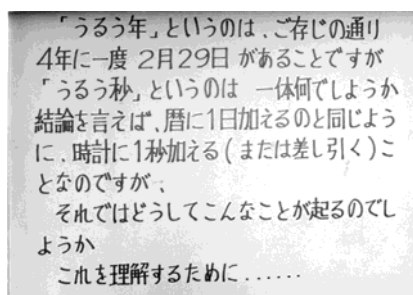 「うるう年」というのは、ご存じの通り
4年に一度 2月29日 があることですが
「うるう秒」というのは 一体何でしょうか
結論を言えば、暦に1日加えるのと同じよう
に、時計に1秒加える(または差し引く)こ
となのですが、
それではどうしてこんなことが起るのでし
ようか
これを理解するために......